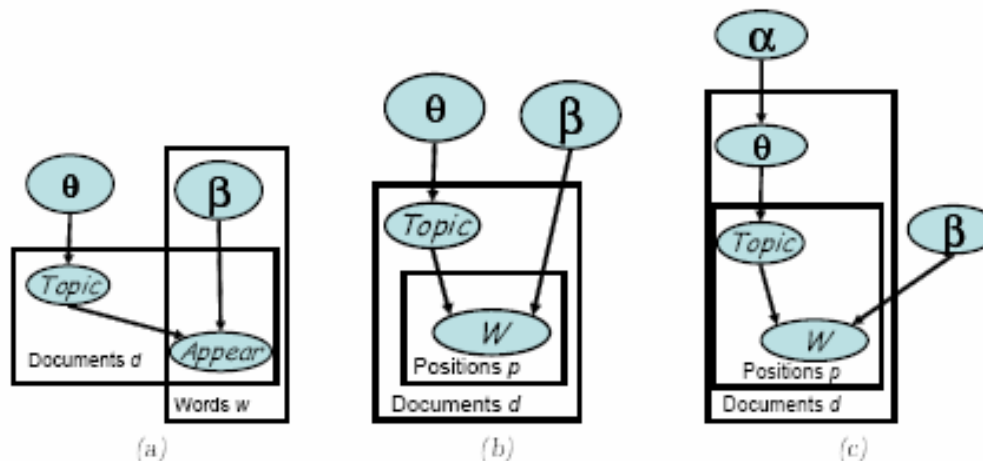 θ
β
Topic
Appear
Documents d
Words w
(a)
θ
β
Topic
W
Positions p
Documents d
(b)
α
θ
Topic
β
W
Positions p
Documents d
(c)